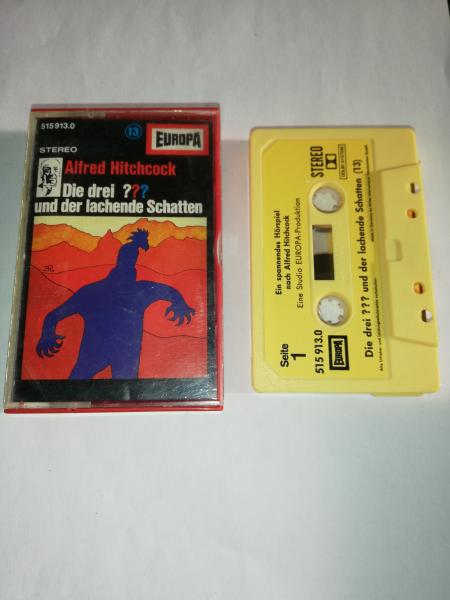 515 913.0
13
EUROPA
STEREO
Alfred Hitchcock
Die drei ???
und der lachende Schatten
Ein spannendes Hörspiel
nach Alfred Hitchcock
Eine Studio EUROPA-Produktion
Seite
1
515 913.0
STEREO
DOLBY SYSTEM
EUROPA
Die drei ??? und der lachende Schatten (13)